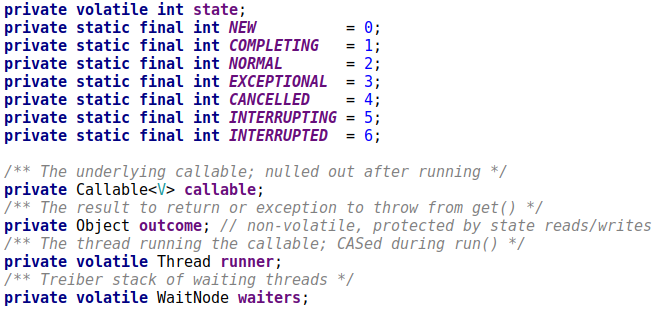 private volatile int state;
private static final int NEW          = 0;
private static final int COMPLETING   = 1;
private static final int NORMAL       = 2;
private static final int EXCEPTIONAL  = 3;
private static final int CANCELLED    = 4;
private static final int INTERRUPTING = 5;
private static final int INTERRUPTED  = 6;
/** The underlying callable; nulled out after running */
private Callable<V> callable;
/** The result to return or exception to throw from get() */
private Object outcome; // non-volatile, protected by state reads/writes
/** The thread running the callable; CASed during run() */
private volatile Thread runner;
/** Treiber stack of waiting threads */
private volatile WaitNode waiters;